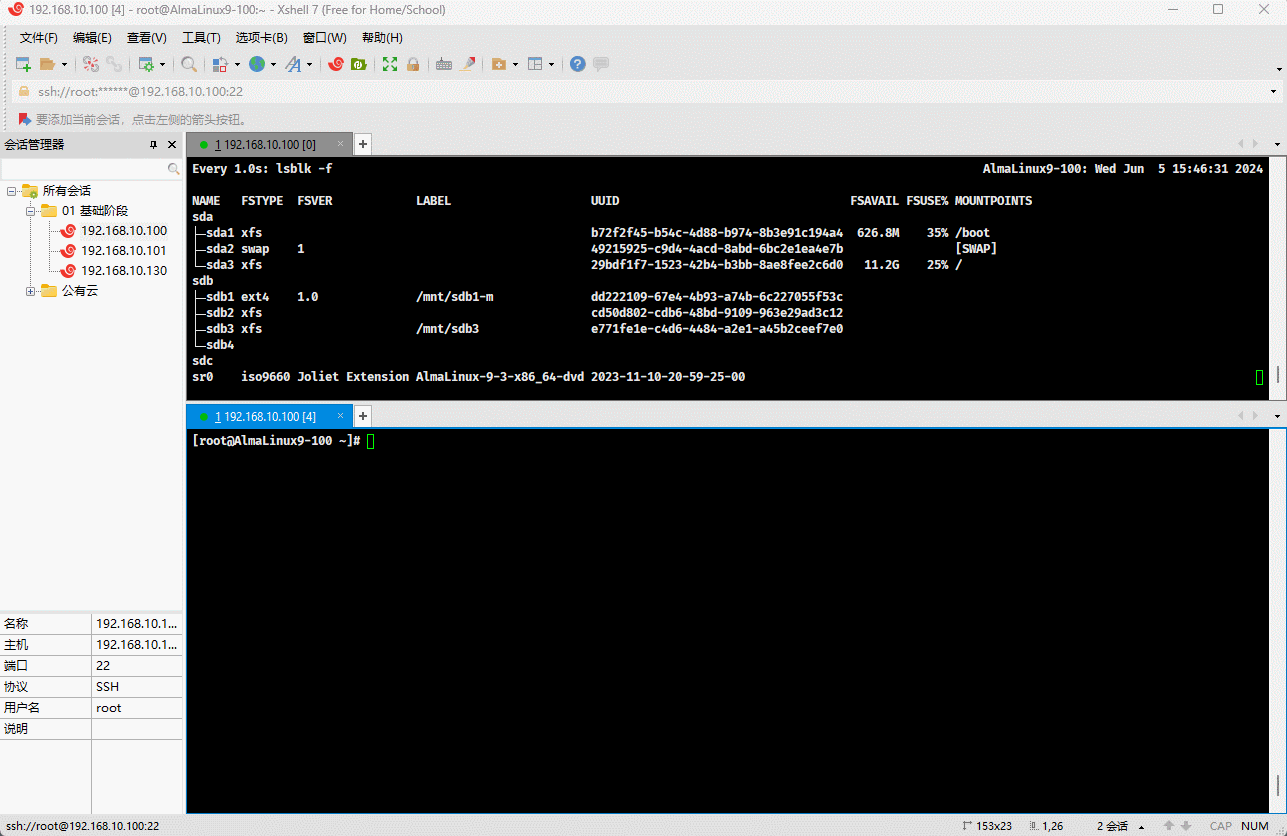 192.168.10.100 [4] - root@AlmaLinux9-100:~ - Xshell 7 (Free for Home/School)
文件(F) 编辑(E) 查看(V) 工具(T) 选项卡(B) 窗口(W) 帮助(H)
ssh://root:******@192.168.10.100:22
要添加当前会话，点击左侧的箭头按钮。
会话管理器
所有会话
01 基础阶段
192.168.10.100
192.168.10.101
192.168.10.130
公有云
名称 192.168.10.1...
主机 192.168.10.1...
端口 22
协议 SSH
用户名 root
说明
1 192.168.10.100 [0] +
Every 1.0s: lsblk -f AlmaLinux9-100: Wed Jun  5 15:46:31 2024
NAME FSTYPE FSVER LABEL UUID FSAVAIL FSUSE% MOUNTPOINTS
sda
├─sda1 xfs b72f2f45-b54c-4d88-b974-8b3e91c194a4 626.8M 35% /boot
├─sda2 swap 1 49215925-c9d4-4acd-8abd-6bc2e1ea4e7b [SWAP]
└─sda3 xfs 29bdf1f7-1523-42b4-b3bb-8ae8fee2c6d0 11.2G 25% /
sdb
├─sdb1 ext4 1.0 /mnt/sdb1-m dd222109-67e4-4b93-a74b-6c227055f53c
├─sdb2 xfs cd50d802-cdb6-48bd-9109-963e29ad3c12
├─sdb3 xfs /mnt/sdb3 e771fe1e-c4d6-4484-a2e1-a45b2ceef7e0
└─sdb4
sdc
sr0 iso9660 Joliet Extension AlmaLinux-9-3-x86_64-dvd 2023-11-10-20-59-25-00
1 192.168.10.100 [4] +
[root@AlmaLinux9-100 ~]#
ssh://root@192.168.10.100:22 153x23 1,26 2 会话 CAP NUM